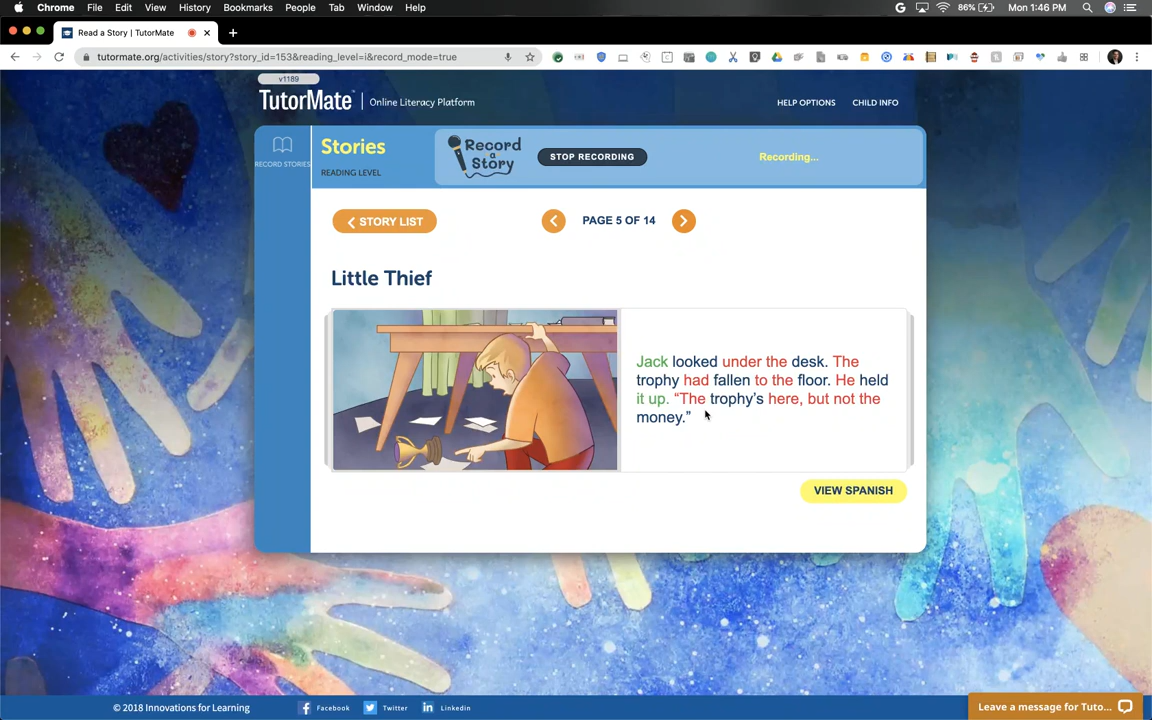 Chrome File Edit View History Bookmarks People Tab Window Help 86% Mon 1:46 PM
Read a Story | TutorMate
tutormate.org/activities/story?story_id=153&reading_level=i&record_mode=true
v1189
TutorMate Online Literacy Platform
HELP OPTIONS CHILD INFO
RECORD STORIES
Stories
READING LEVEL
Record
a
Story
STOP RECORDING
Recording...
STORY LIST
PAGE 5 OF 14
Little Thief
Jack looked under the desk. The
trophy had fallen to the floor. He held
it up. “The trophy’s here, but not the
money.”
VIEW SPANISH
© 2018 Innovations for Learning
Facebook Twitter Linkedin
Leave a message for Tuto...